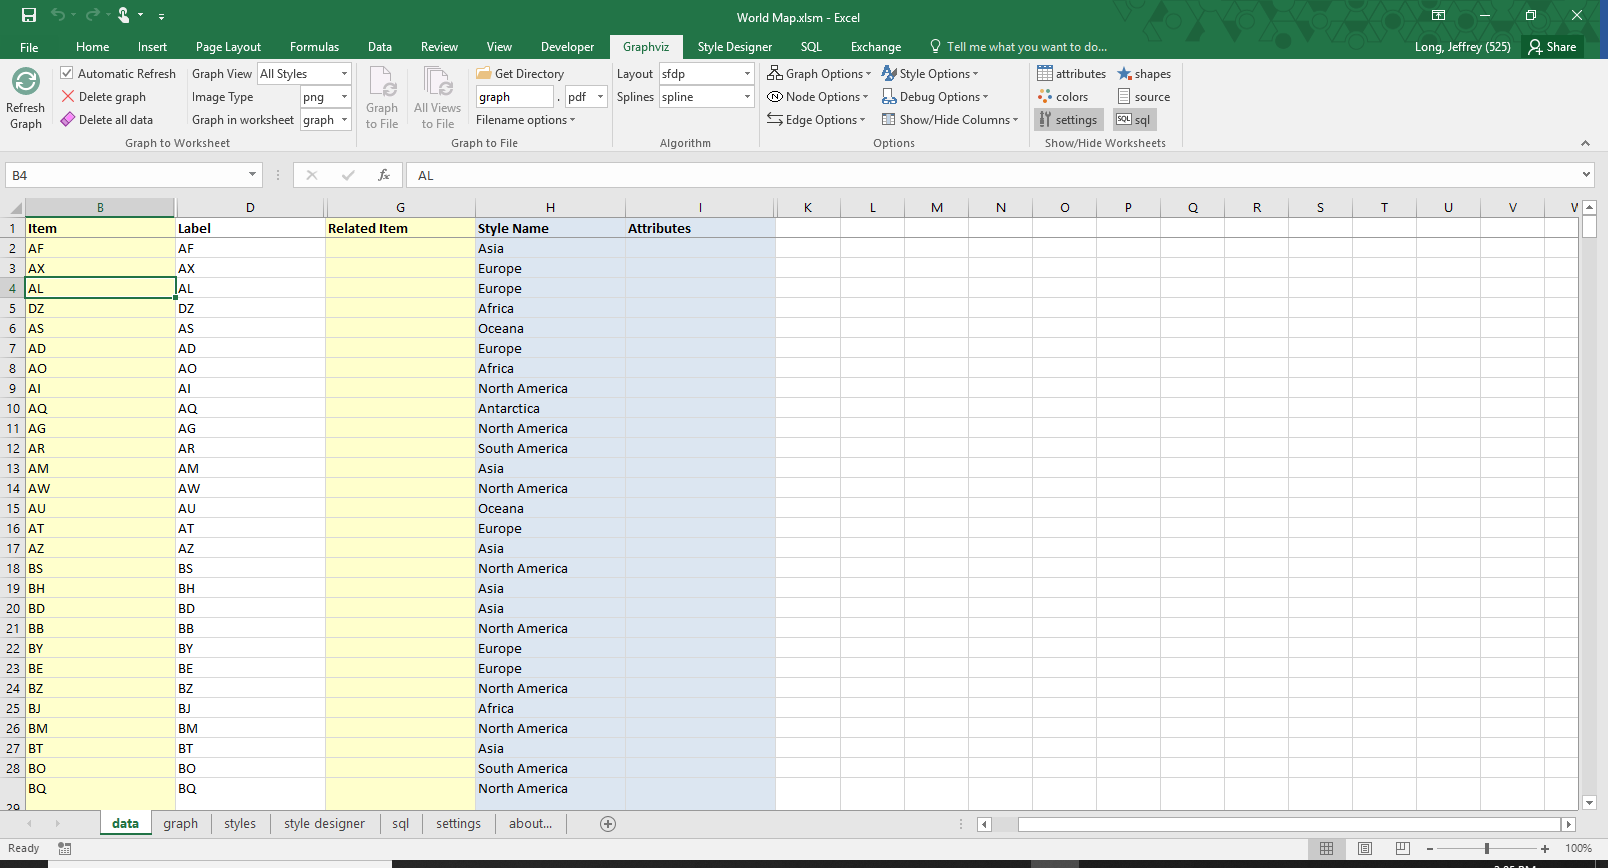 World Map.xlsm - Excel
File Home Insert Page Layout Formulas Data Review View Developer Graphviz Style Designer SQL Exchange Tell me what you want to do... Long, Jeffrey (525) Share
Refresh Graph
Automatic Refresh
Delete graph
Delete all data
Graph View All Styles
Image Type png
Graph in worksheet graph
Graph to Worksheet
Graph to File
All Views to File
Get Directory
graph . pdf
Filename options
Graph to File
Layout sfdp
Splines spline
Algorithm
Graph Options Style Options
Node Options Debug Options
Edge Options Show/Hide Columns
Options
attributes shapes
colors source
settings SQL sql
Show/Hide Worksheets
B4 fx AL
B D G H I K L M N O P Q R S T U V W
1 Item Label Related Item Style Name Attributes
2 AF AF Asia
3 AX AX Europe
4 AL AL Europe
5 DZ DZ Africa
6 AS AS Oceana
7 AD AD Europe
8 AO AO Africa
9 AI AI North America
10 AQ AQ Antarctica
11 AG AG North America
12 AR AR South America
13 AM AM Asia
14 AW AW North America
15 AU AU Oceana
16 AT AT Europe
17 AZ AZ Asia
18 BS BS North America
19 BH BH Asia
20 BD BD Asia
21 BB BB North America
22 BY BY Europe
23 BE BE Europe
24 BZ BZ North America
25 BJ BJ Africa
26 BM BM North America
27 BT BT Asia
28 BO BO South America
29 BQ BQ North America
data graph styles style designer sql settings about...
Ready 100%